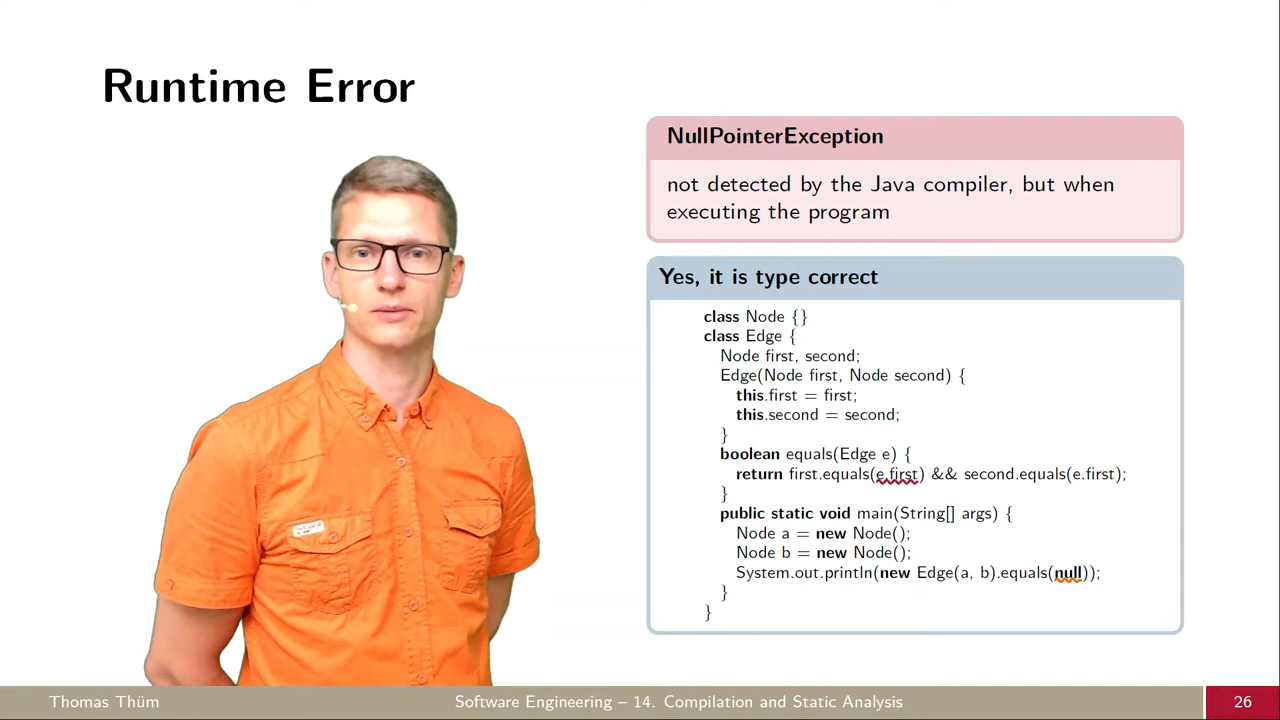 Runtime Error
NullPointerException
not detected by the Java compiler, but when
executing the program
Yes, it is type correct
class Node {}
class Edge {
Node first, second;
Edge(Node first, Node second) {
this.first = first;
this.second = second;
}
boolean equals(Edge e) {
return first.equals(e.first) && second.equals(e.first);
}
public static void main(String[] args) {
Node a = new Node();
Node b = new Node();
System.out.println(new Edge(a, b).equals(null));
}
}
Thomas Thüm
Software Engineering – 14. Compilation and Static Analysis
26